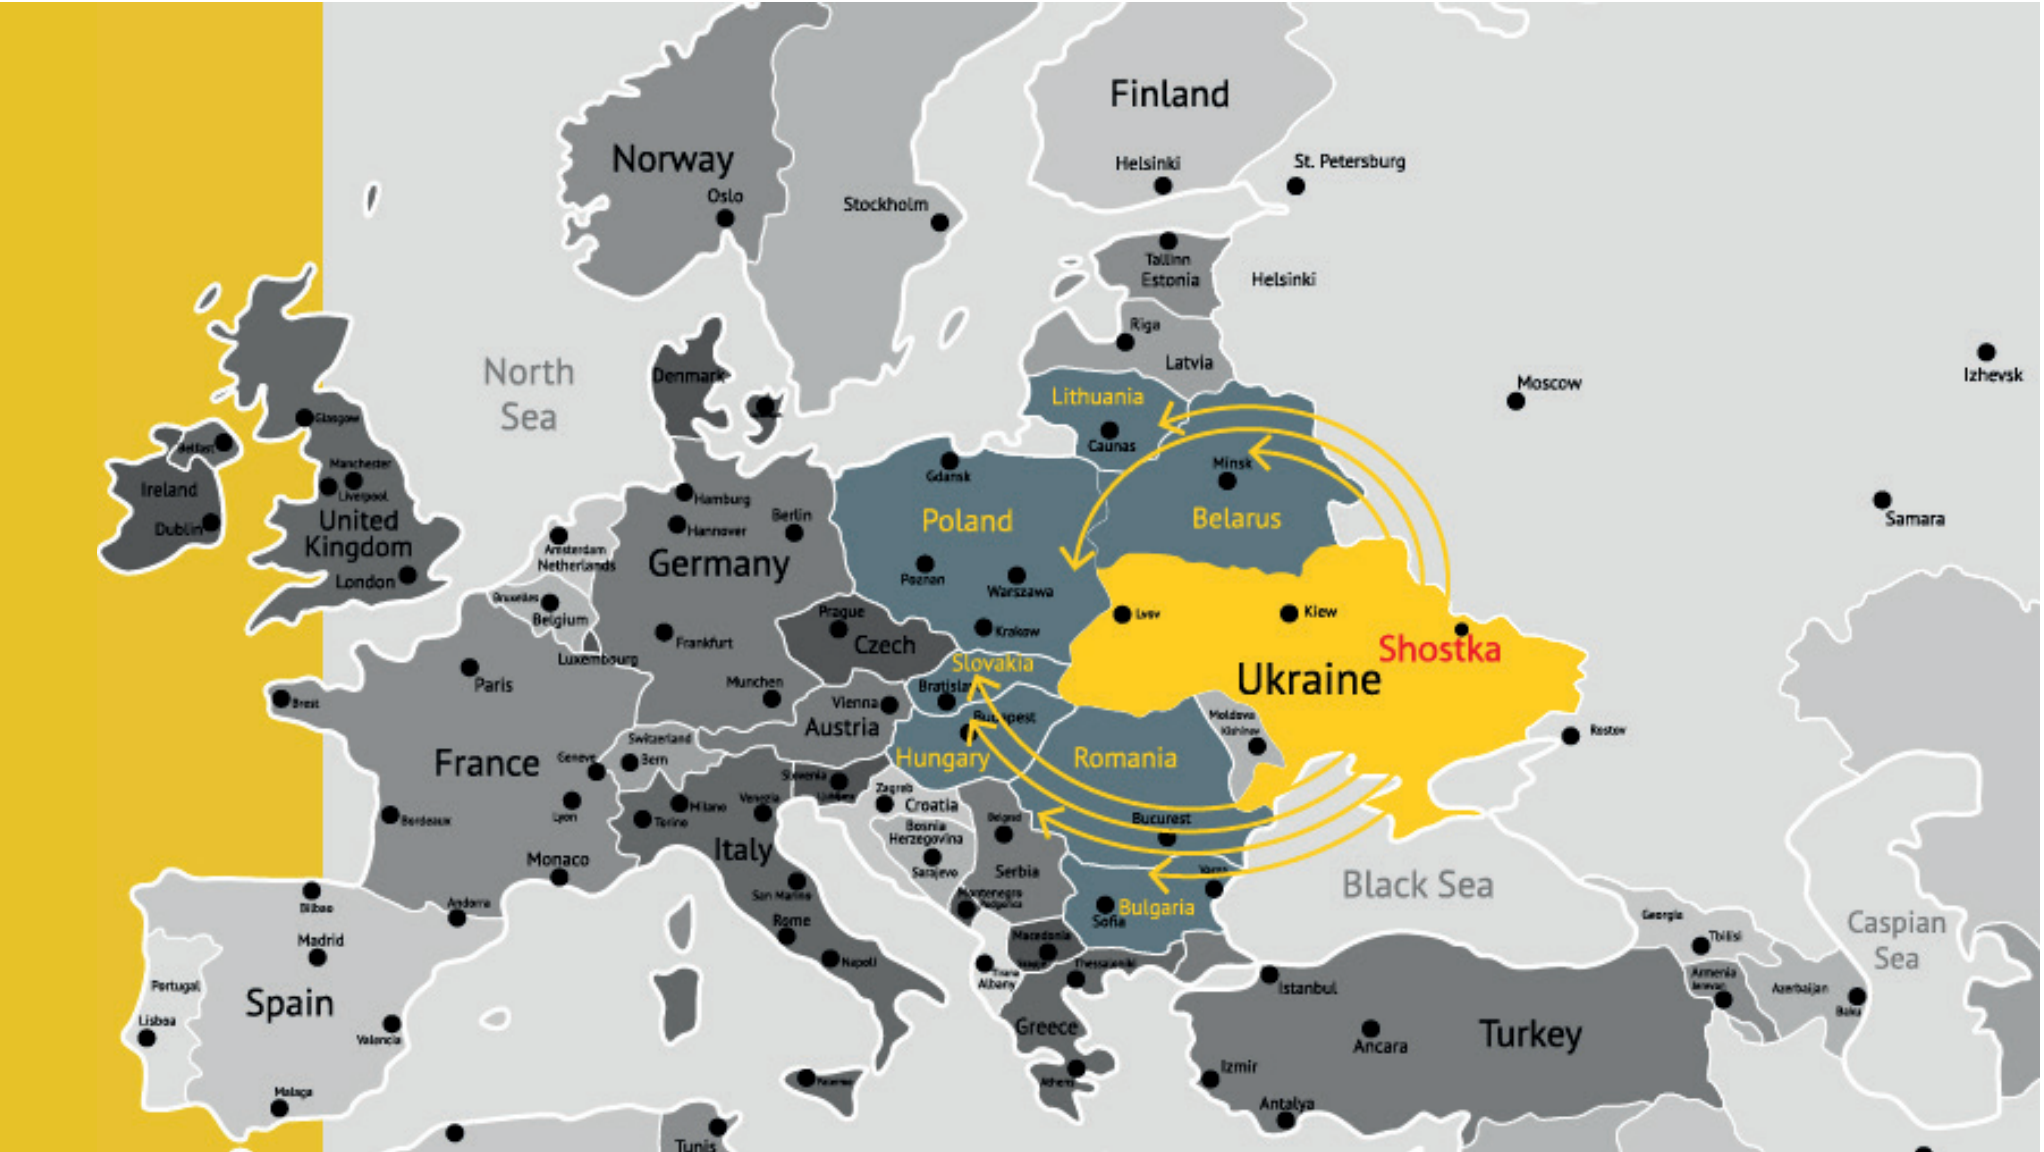 Finland
Norway
Helsinki
St. Petersburg
Oslo
Stockholm
Tallinn
Estonia
Helsinki
Riga
Latvia
North
Sea
Denmark
Moscow
Izhevsk
Lithuania
Caunas
Glasgow
Belfast
Manchester
Liverpool
Ireland
Dublin
United
Kingdom
London
Gdansk
Minsk
Hamburg
Hannover
Berlin
Poland
Belarus
Samara
Amsterdam
Netherlands
Germany
Poznan
Warszawa
Bruxelles
Belgium
Prague
Czech
Krakow
Lvov
Kiew
Shostka
Ukraine
Frankfurt
Luxembourg
Slovakia
Paris
Munchen
Brest
Vienna
Austria
Moldova
Kishinev
Rostov
Switzerland
Bern
Geneve
France
Hungary
Romania
Slovenia
Zagreb
Croatia
Milano
Venezia
Torino
Bordeaux
Lyon
Belgrad
Bucurest
Bosnia
Herzegovina
Sarajevo
Italy
Monaco
Serbia
San Marino
Montenegro
Black Sea
Bulgaria
Sofia
Andorra
Bilbao
Madrid
Rome
Napoli
Macedonia
Thessaloniki
Tirana
Albany
Georgia
Tbilisi
Caspian
Sea
Armenia
Azerbaijan
Baku
Portugal
Spain
Lisboa
Valencia
Istanbul
Greece
Ancara
Turkey
Izmir
Athens
Antalya
Malaga
Tunis